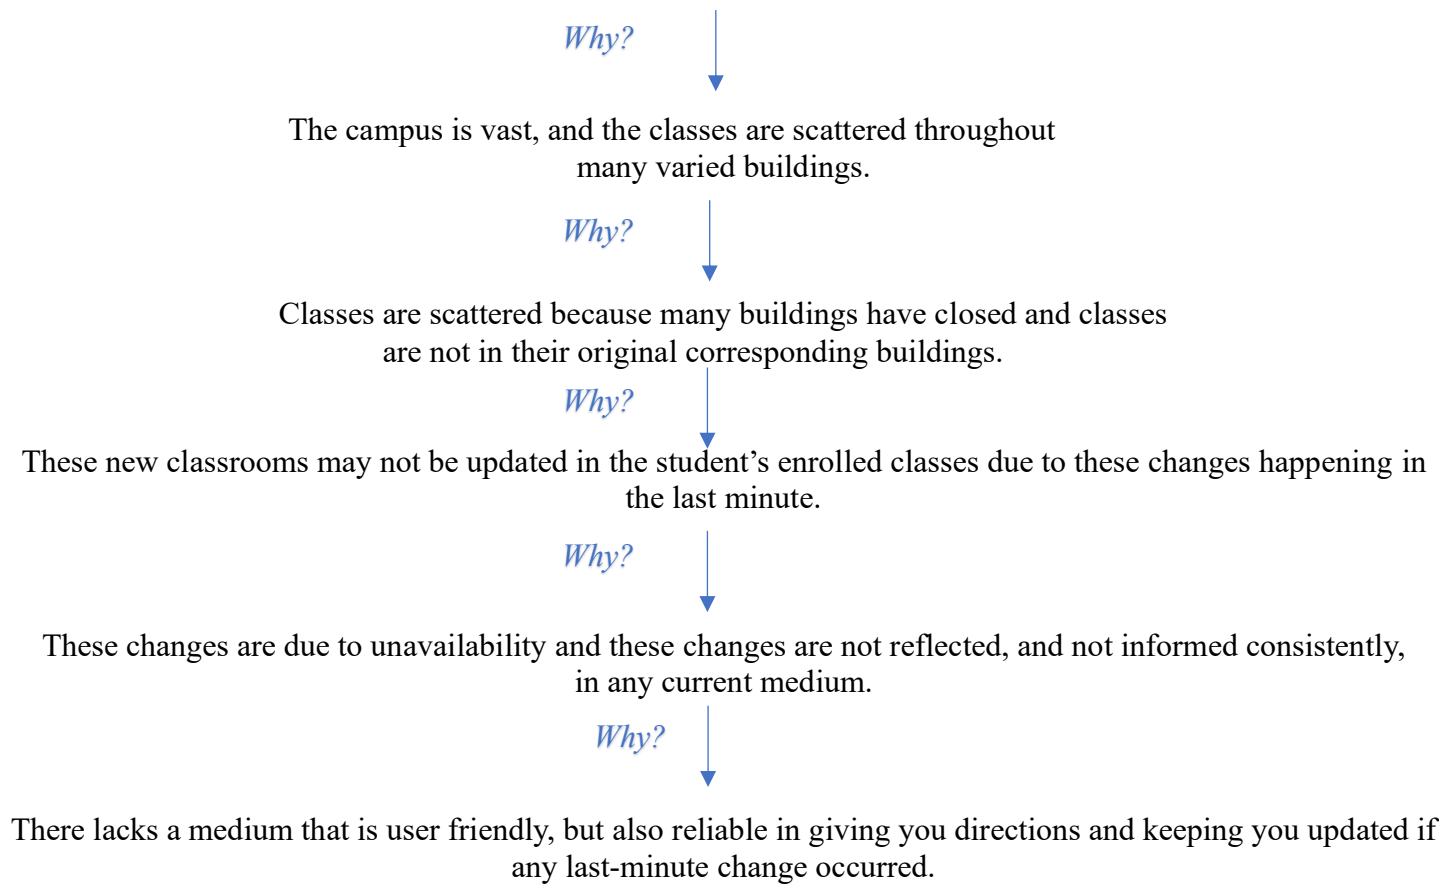 Why?
The campus is vast, and the classes are scattered throughout
many varied buildings.
Why?
Classes are scattered because many buildings have closed and classes
are not in their original corresponding buildings.
Why?
These new classrooms may not be updated in the student’s enrolled classes due to these changes happening in
the last minute.
Why?
These changes are due to unavailability and these changes are not reflected, and not informed consistently,
in any current medium.
Why?
There lacks a medium that is user friendly, but also reliable in giving you directions and keeping you updated if
any last-minute change occurred.